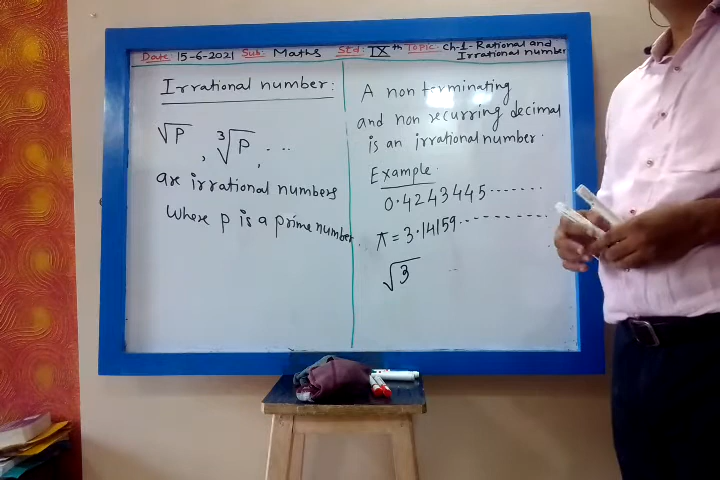 Date: 15-6-2021 Sub: Maths Std: IXth Topic: Ch-1- Rational and
Irrational number
Irrational number:
√P, ³√P, ...
are irrational numbers
where p is a prime number.
A non terminating
and non recurring decimal
is an irrational number.
Example.
0.4243445.......
π = 3.14159.........
√3